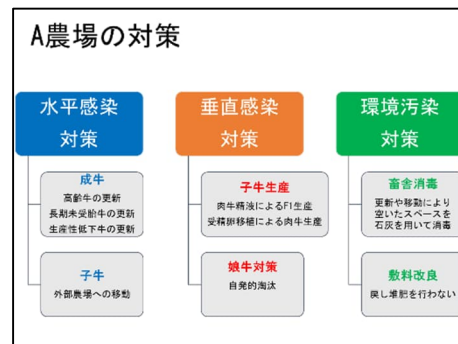 A農場の対策
水平感染
対策
成牛
高齢牛の更新
長期未受胎牛の更新
生産性低下牛の更新
子牛
外部農場への移動
垂直感染
対策
子牛生産
肉牛精液によるF1生産
受精卵移植による肉牛生産
娘牛対策
自発的淘汰
環境汚染
対策
畜舎消毒
更新や移動により
空いたスペースを
石灰を用いて消毒
敷料改良
戻し堆肥を行わない